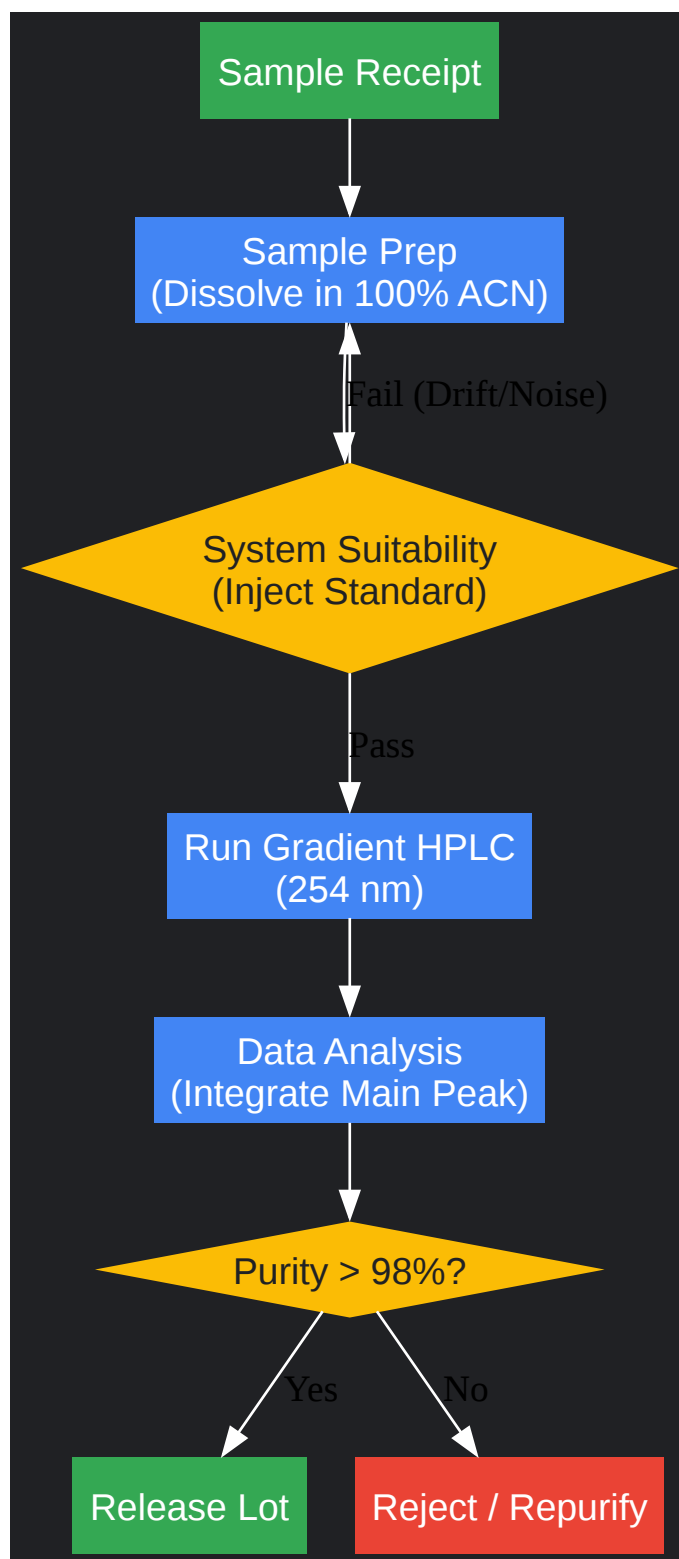 Sample Receipt
Sample Prep
(Dissolve in 100% ACN)
Fail (Drift/Noise)
System Suitability
(Inject Standard)
Pass
Run Gradient HPLC
(254 nm)
Data Analysis
(Integrate Main Peak)
Purity > 98%?
Yes
No
Release Lot
Reject / Repurify